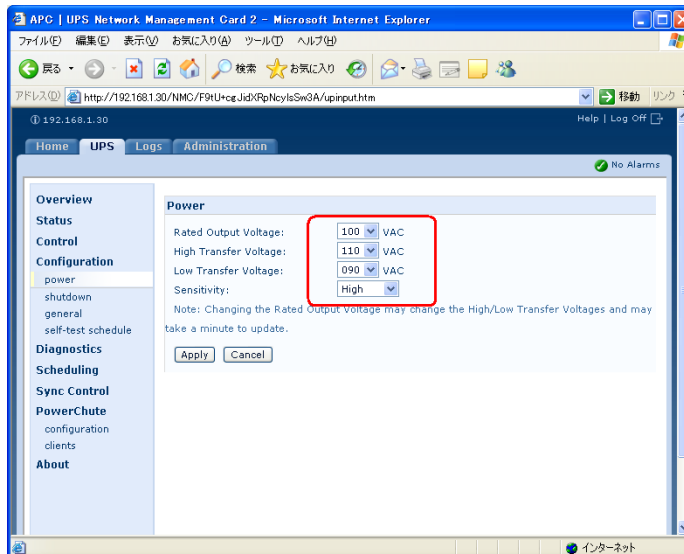 APC | UPS Network Management Card 2 - Microsoft Internet Explorer
ファイル(F) 編集(E) 表示(V) お気に入り(A) ツール(T) ヘルプ(H)
戻る 検索 お気に入り
アドレス(D) http://192.168.1.30/NMC/F9tU+cgJidXRpNcyIsSw3A/upinput.htm 移動 リンク
192.168.1.30 Help | Log Off
Home UPS Logs Administration
No Alarms
Overview
Status
Control
Configuration
power
shutdown
general
self-test schedule
Diagnostics
Scheduling
Sync Control
PowerChute
configuration
clients
About
Power
Rated Output Voltage: 100 VAC
High Transfer Voltage: 110 VAC
Low Transfer Voltage: 090 VAC
Sensitivity: High
Note: Changing the Rated Output Voltage may change the High/Low Transfer Voltages and may
take a minute to update.
Apply Cancel
インターネット